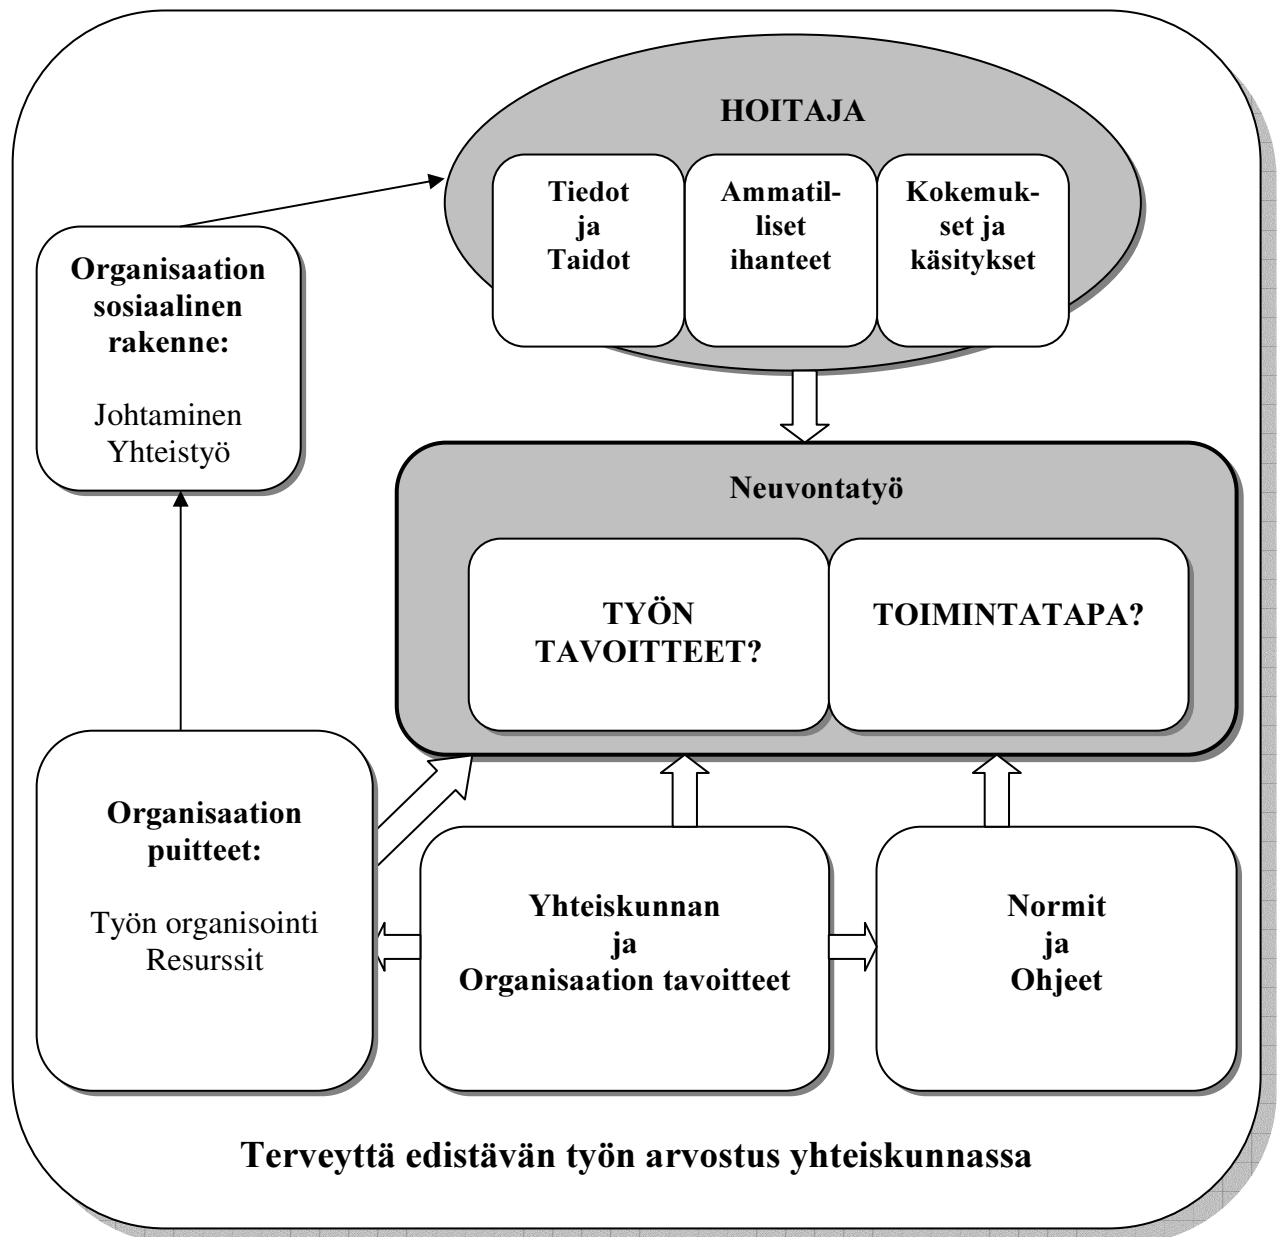 HOITAJA
Tiedot
ja
Taidot
Ammatil-
liset
ihanteet
Kokemuk-
set ja
käsitykset
Organisaation
sosiaalinen
rakenne:
Johtaminen
Yhteistyö
Neuvontatyö
TYÖN
TAVOITTEET?
TOIMINTATAPA?
Organisaation
puitteet:
Työn organisointi
Resurssit
Yhteiskunnan
ja
Organisaation tavoitteet
Normit
ja
Ohjeet
Terveyttä edistävän työn arvostus yhteiskunnassa